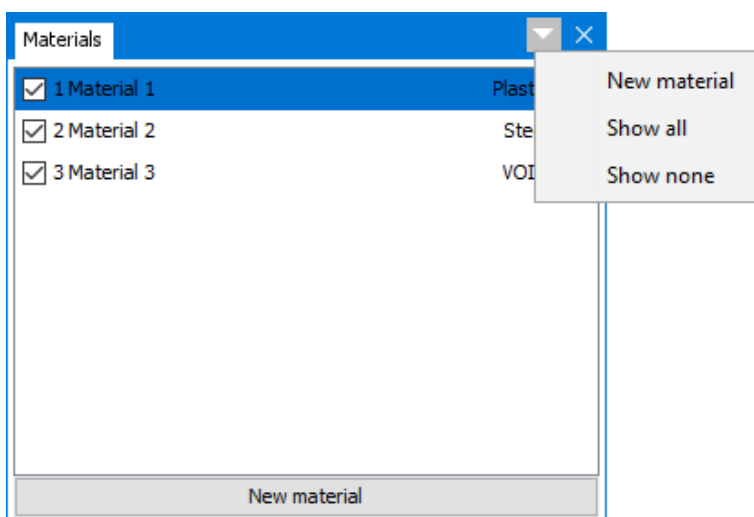 Materials
1 Material 1 Plast
2 Material 2 Stee
3 Material 3 VOI
New material
Show all
Show none
New material